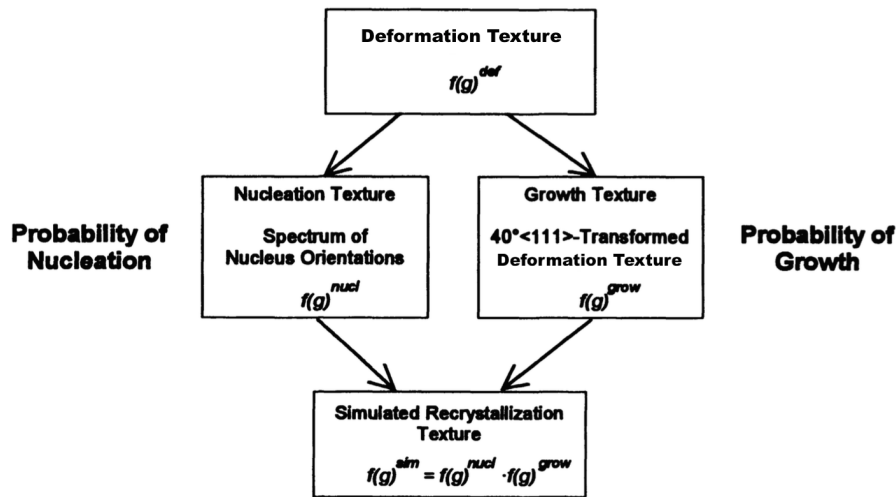 Deformation Texture
f(g)^def
Nucleation Texture
Spectrum of
Nucleus Orientations
f(g)^nucl
Growth Texture
40°<111>-Transformed
Deformation Texture
f(g)^grow
Probability of
Nucleation
Probability of
Growth
Simulated Recrystallization
Texture
f(g)^sim = f(g)^nucl · f(g)^grow